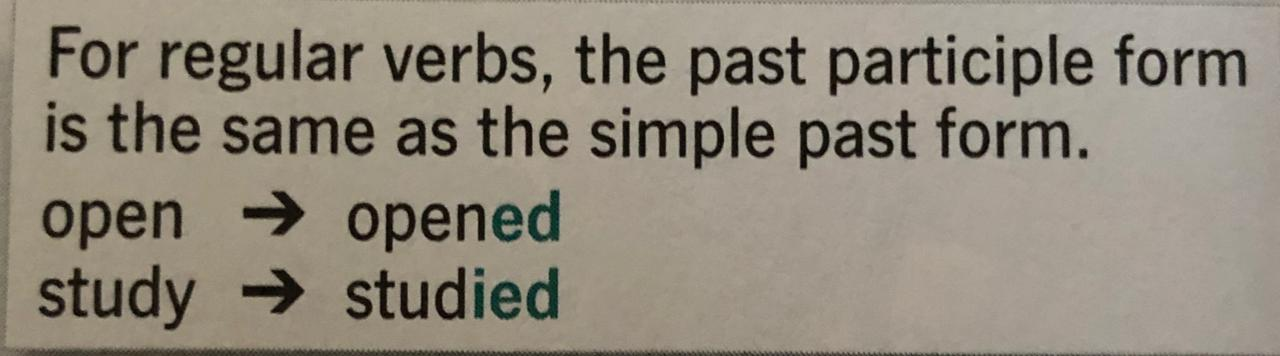 For regular verbs, the past participle form
is the same as the simple past form.
open → opened
study → studied